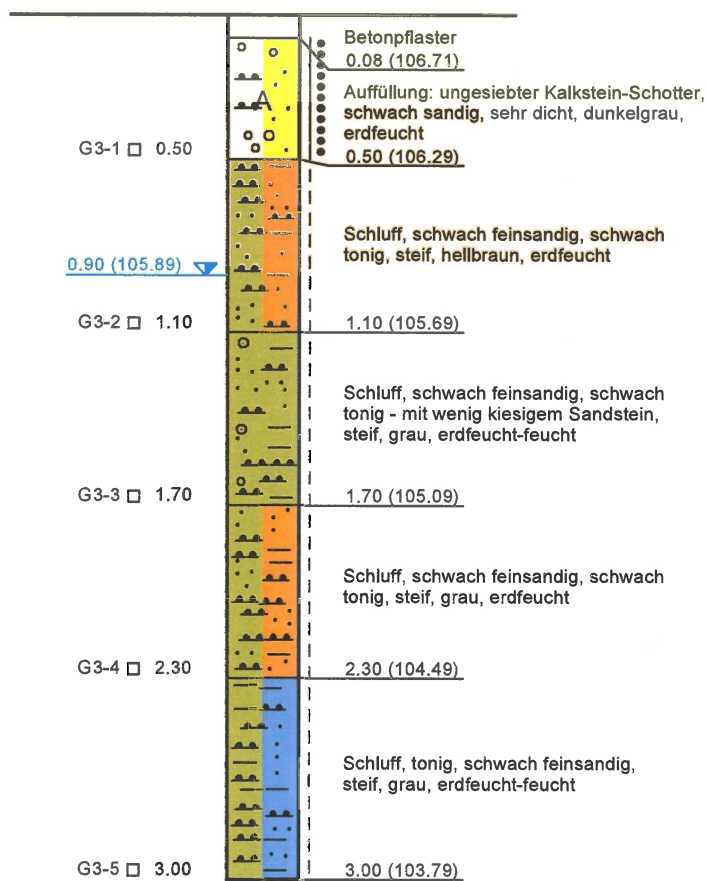 Betonpflaster
0.08 (106.71)
Auffüllung: ungesiebter Kalkstein-Schotter,
schwach sandig, sehr dicht, dunkelgrau,
erdfeucht
A
G3-1 0.50
0.50 (106.29)
Schluff, schwach feinsandig, schwach
tonig, steif, hellbraun, erdfeucht
0.90 (105.89)
G3-2 1.10
1.10 (105.69)
Schluff, schwach feinsandig, schwach
tonig - mit wenig kiesigem Sandstein,
steif, grau, erdfeucht-feucht
G3-3 1.70
1.70 (105.09)
Schluff, schwach feinsandig, schwach
tonig, steif, grau, erdfeucht
G3-4 2.30
2.30 (104.49)
Schluff, tonig, schwach feinsandig,
steif, grau, erdfeucht-feucht
G3-5 3.00
3.00 (103.79)